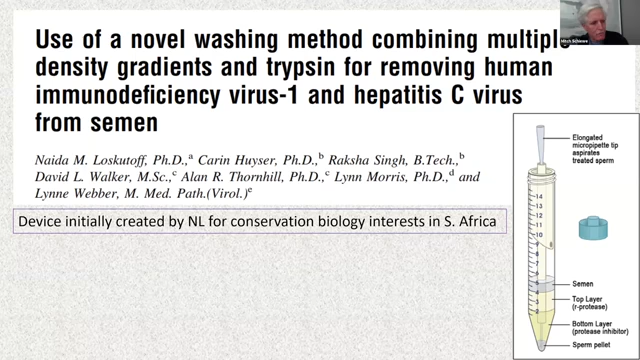 Mitch Schiewe
Use of a novel washing method combining multiple
density gradients and trypsin for removing human
immunodeficiency virus-1 and hepatitis C virus
from semen
Naida M. Loskutoff, Ph.D.,a Carin Huyser, Ph.D.,b Raksha Singh, B.Tech.,b
David L. Walker, M.Sc.,c Alan R. Thornhill, Ph.D.,c Lynn Morris, Ph.D.,d and
Lynne Webber, M. Med. Path.(Virol.)e
Device initially created by NL for conservation biology interests in S. Africa
Elongated
micropipette tip
aspirates
treated sperm
14
13
12
11
10
9
8
7
6
5
4
3
2
Semen
Top Layer
(r-protease)
Bottom Layer
(protease inhibitor)
Sperm pellet